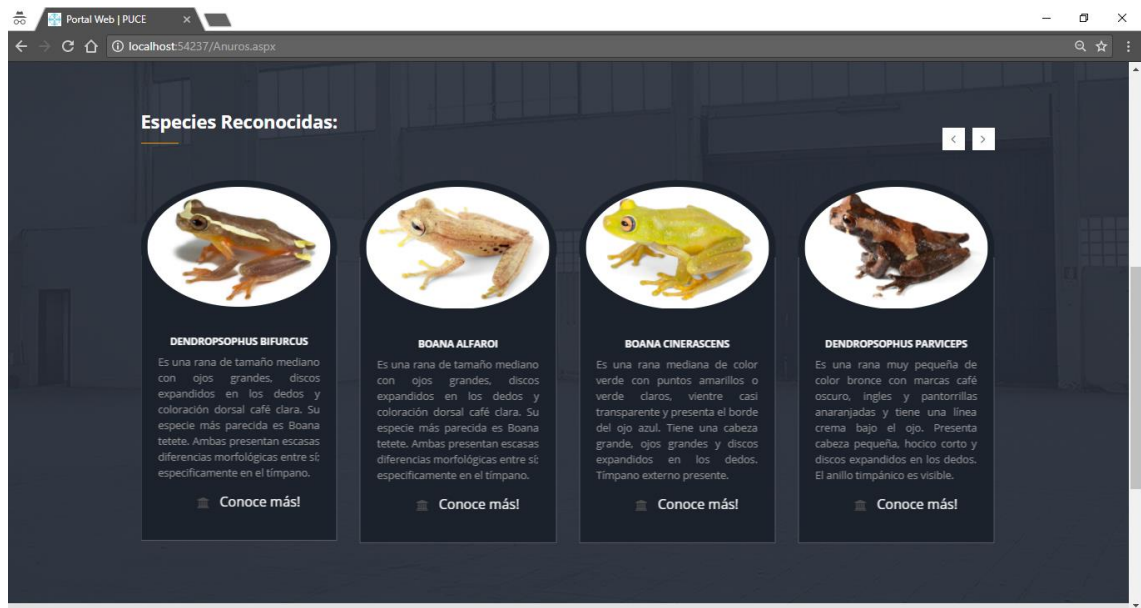 Portal Web | PUCE
localhost:54237/Anuros.aspx
Especies Reconocidas:
DENDROPSOPHUS BIFURCUS
Es una rana de tamaño mediano
con ojos grandes, discos
expandidos en los dedos y
coloración dorsal café clara. Su
especie más parecida es Boana
tetete. Ambas presentan escasas
diferencias morfológicas entre sí:
especificamente en el tímpano.
Conoce más!
BOANA ALFAROI
Es una rana de tamaño mediano
con ojos grandes, discos
expandidos en los dedos y
coloración dorsal café clara. Su
especie más parecida es Boana
tetete. Ambas presentan escasas
diferencias morfológicas entre sí:
especificamente en el tímpano.
Conoce más!
BOANA CINERASCENS
Es una rana mediana de color
verde con puntos amarillos o
verde claros, vientre casi
transparente y presenta el borde
del ojo azul. Tiene una cabeza
grande, ojos grandes y discos
expandidos en los dedos.
Tímpano externo presente.
Conoce más!
DENDROPSOPHUS PARVICEPS
Es una rana muy pequeña de
color bronce con marcas café
oscuro, ingles y pantorrillas
anaranjadas y tiene una línea
crema bajo el ojo. Presenta
cabeza pequeña, hocico corto y
discos expandidos en los dedos.
El anillo timpánico es visible.
Conoce más!